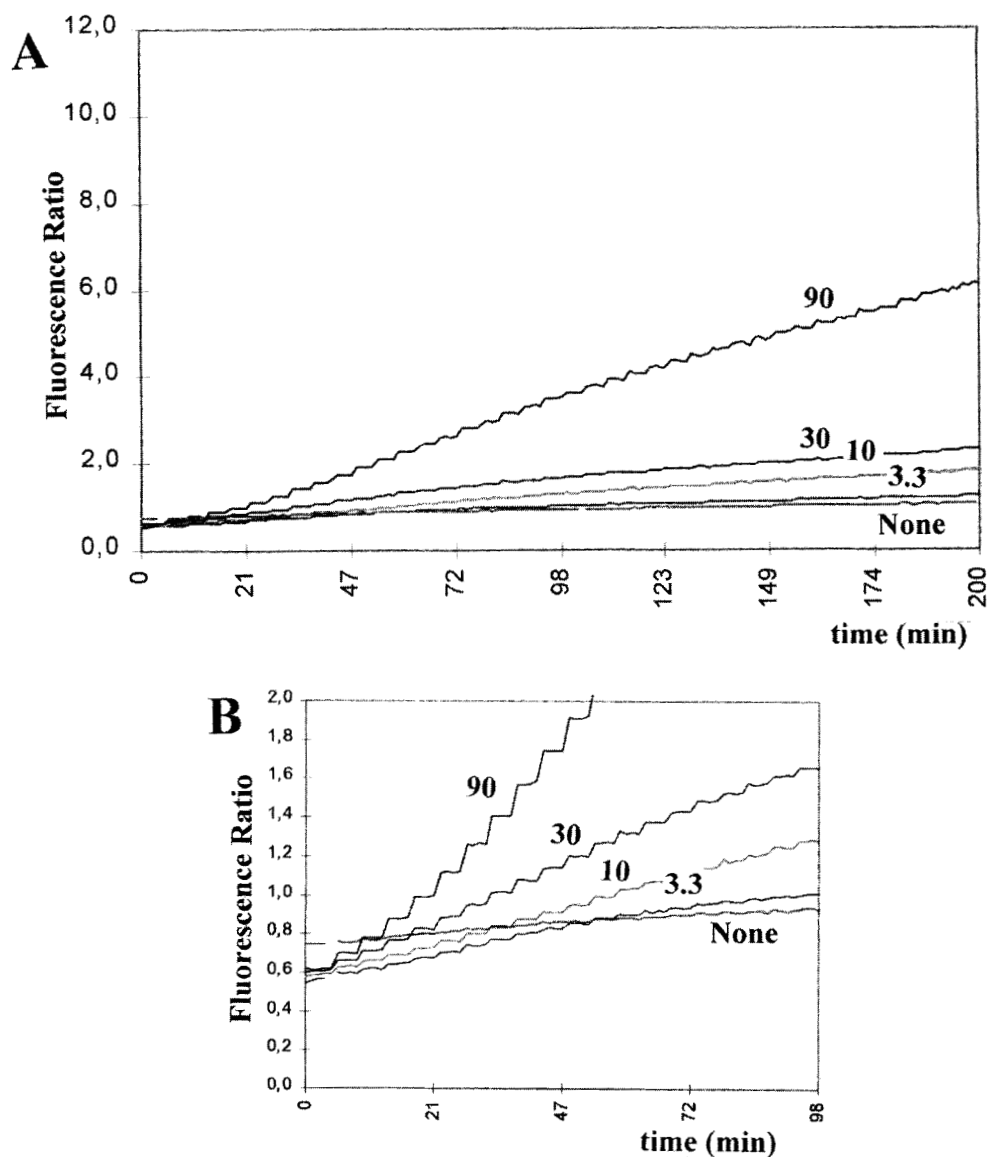 A
12,0
10,0
8,0
6,0
4,0
2,0
0,0
Fluorescence Ratio
90
30 10
3.3
None
0 21 47 72 98 123 149 174 200
time (min)
B
2,0
1,8
1,6
1,4
1,2
1,0
0,8
0,6
0,4
0,2
0,0
Fluorescence Ratio
90
30
10
3.3
None
0 21 47 72 98
time (min)